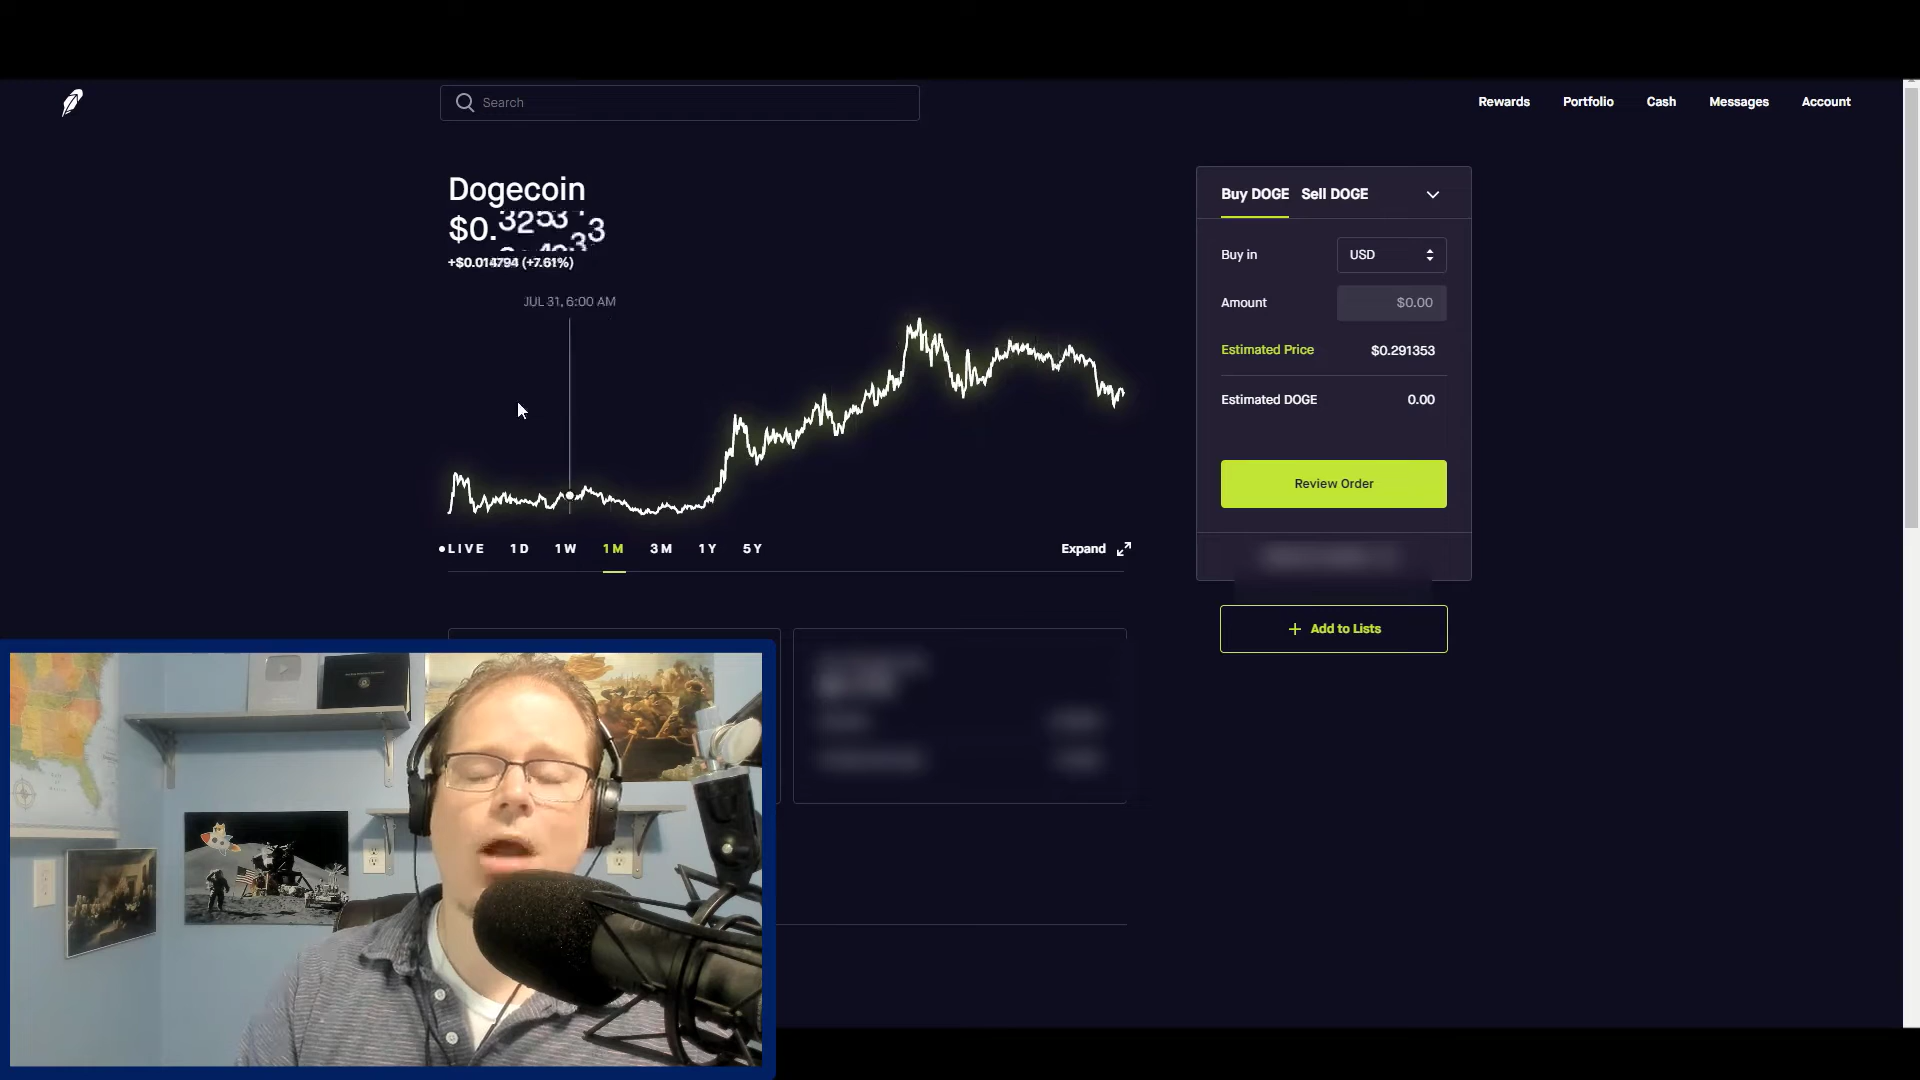 Search
Rewards
Portfolio
Cash
Messages
Account
Dogecoin
$0.
(+7.61%)
JUL 31, 6:00 AM
LIVE
1D
1W
1M
3M
1Y
5Y
Expand
Buy DOGE
Sell DOGE
Buy in
USD
Amount
$0.00
Estimated Price
$0.291353
Estimated DOGE
0.00
Review Order
+ Add to Lists